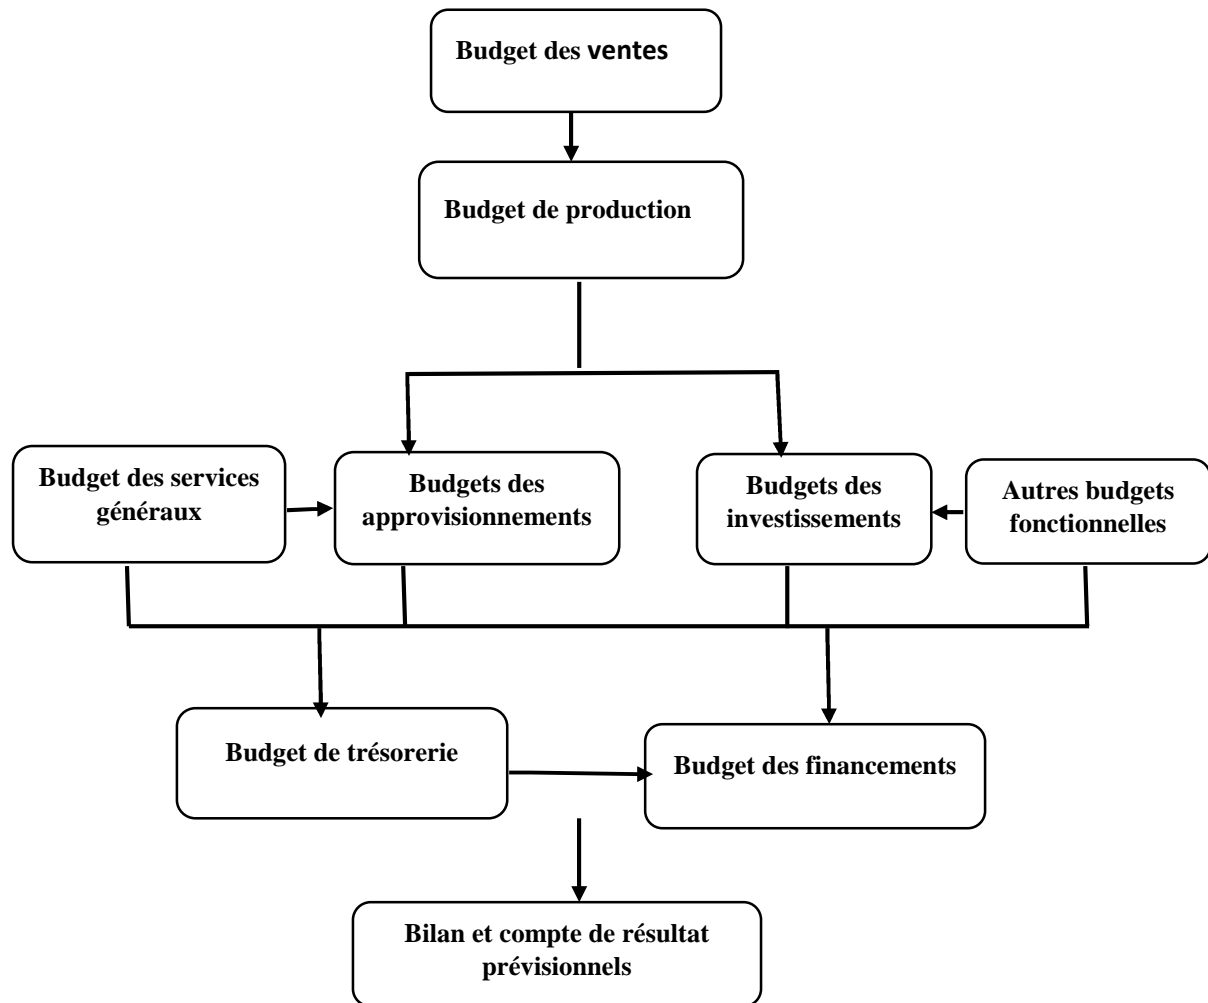 Budget des ventes
Budget de production
Budget des services
généraux
Budgets des
approvisionnements
Budgets des
investissements
Autres budgets
fonctionnelles
Budget de trésorerie
Budget des financements
Bilan et compte de résultat
prévisionnels